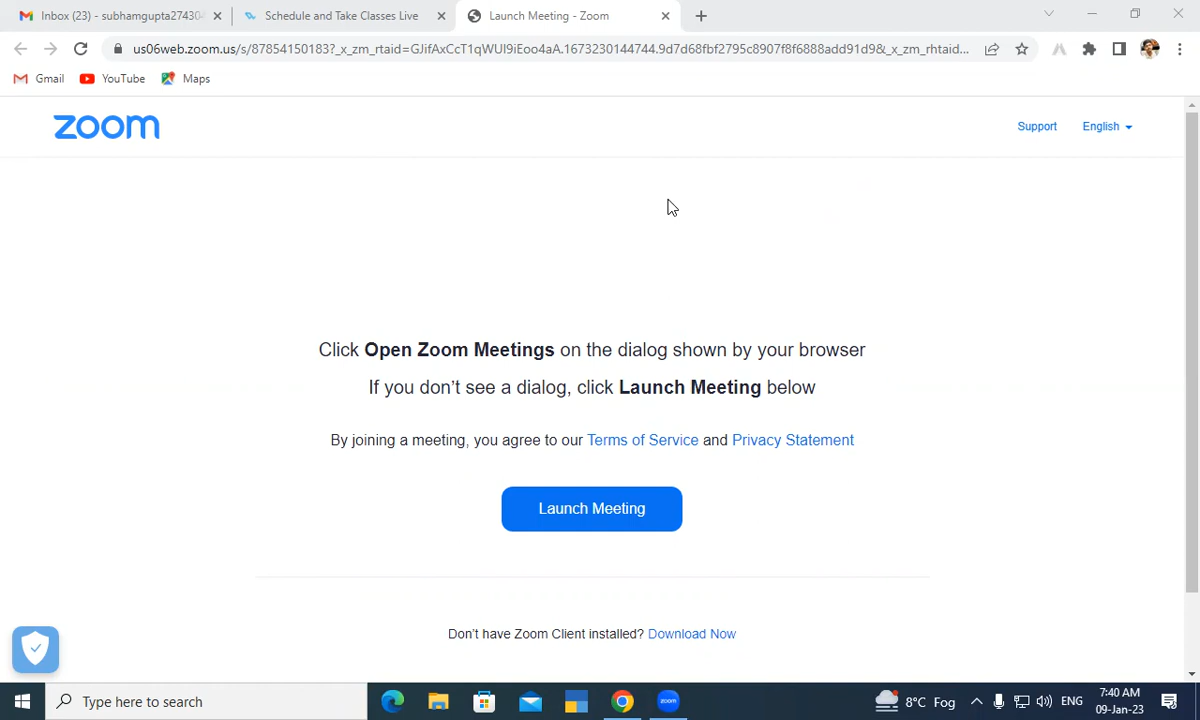 Inbox (23) - subhamgupta27430
Schedule and Take Classes Live
Launch Meeting - Zoom
us06web.zoom.us/s/87854150183?_x_zm_rtaid=GJifAxCcT1qWUI9iEoo4aA.1673230144744.9d7d68fbf2795c8907f8f6888add91d9&_x_zm_rhtaid...
Gmail
YouTube
Maps
zoom
Support
English
Click Open Zoom Meetings on the dialog shown by your browser
If you don’t see a dialog, click Launch Meeting below
By joining a meeting, you agree to our Terms of Service and Privacy Statement
Launch Meeting
Don’t have Zoom Client installed? Download Now
Type here to search
zoom
8°C Fog
ENG
7:40 AM
09-Jan-23